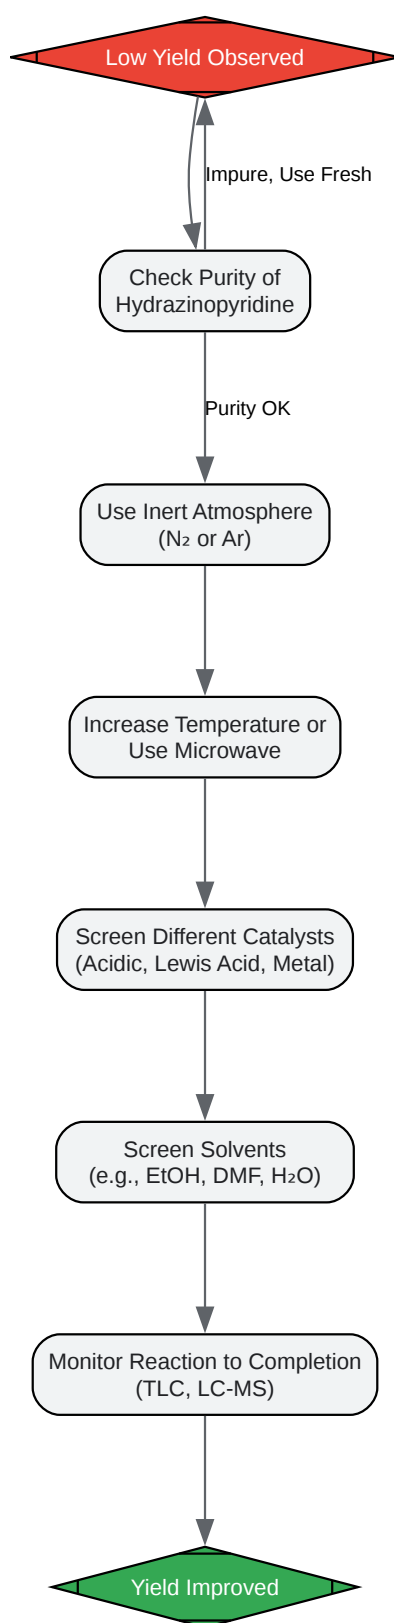 Low Yield Observed
Impure, Use Fresh
Check Purity of
Hydrazinopyridine
Purity OK
Use Inert Atmosphere
(N₂ or Ar)
Increase Temperature or
Use Microwave
Screen Different Catalysts
(Acidic, Lewis Acid, Metal)
Screen Solvents
(e.g., EtOH, DMF, H₂O)
Monitor Reaction to Completion
(TLC, LC-MS)
Yield Improved